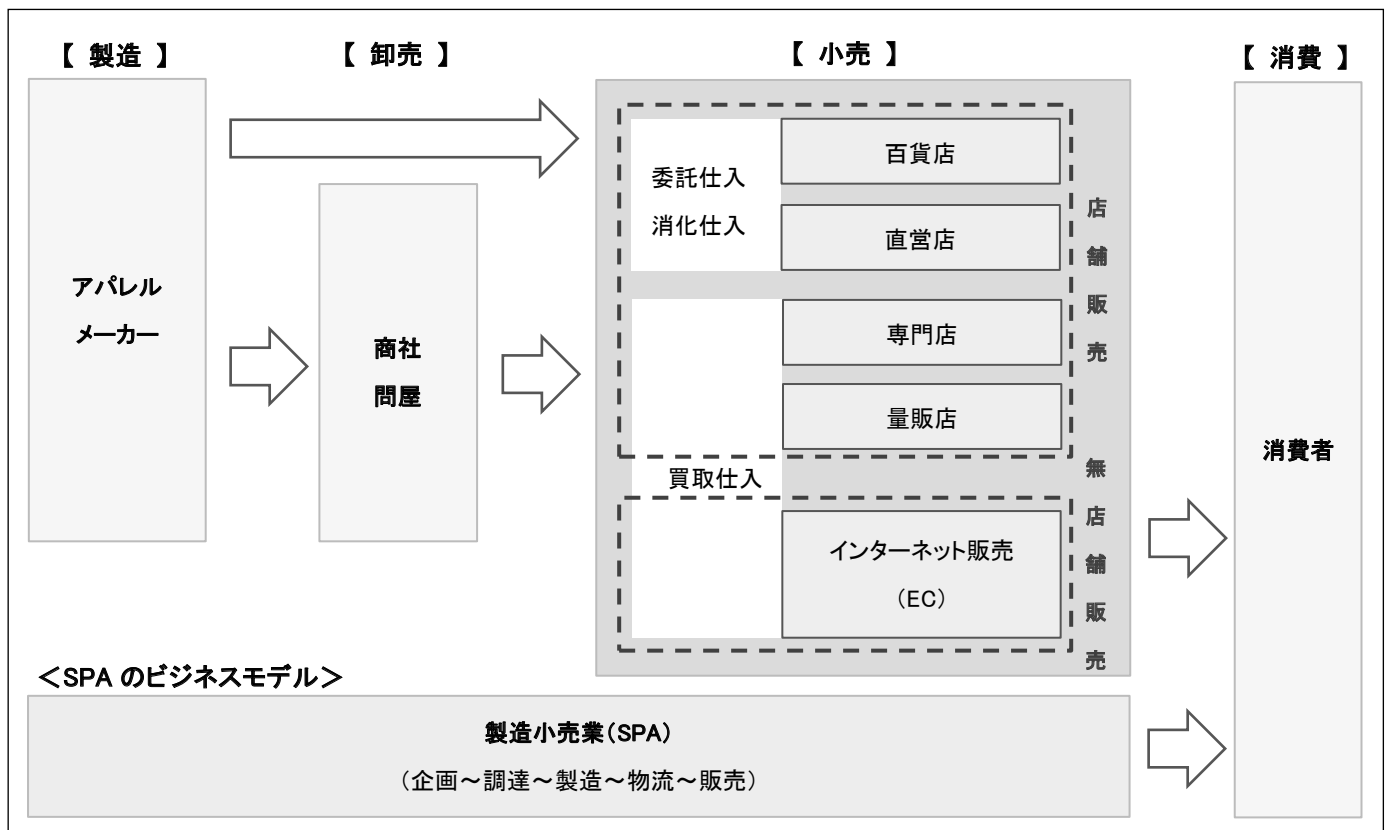 【 製造 】
【 卸売 】
【 小売 】
【 消費 】
アパレル
メーカー
商社
問屋
委託仕入
消化仕入
百貨店
直営店
専門店
量販店
店舗販売
買取仕入
インターネット販売
（EC）
無店舗販売
消費者
＜SPA のビジネスモデル＞
製造小売業（SPA）
（企画～調達～製造～物流～販売）